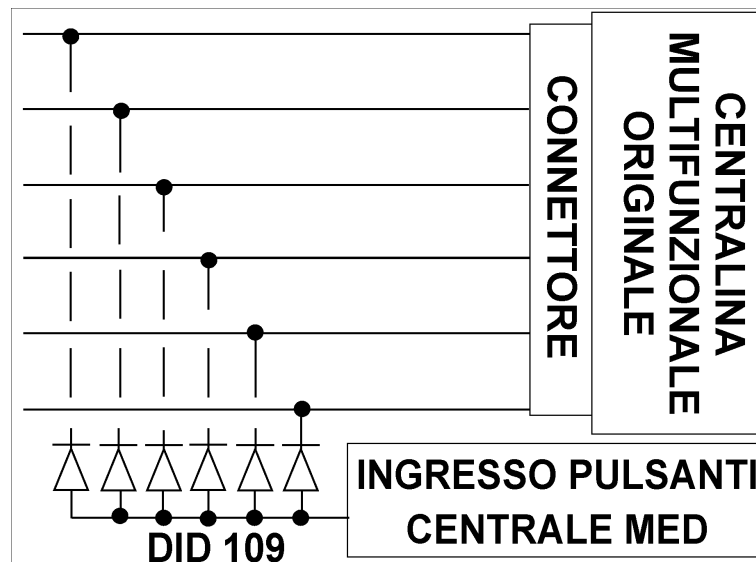 CONNETTORE
CENTRALINA
MULTIFUNZIONALE
ORIGINALE
INGRESSO PULSANTI
CENTRALE MED
DID 109